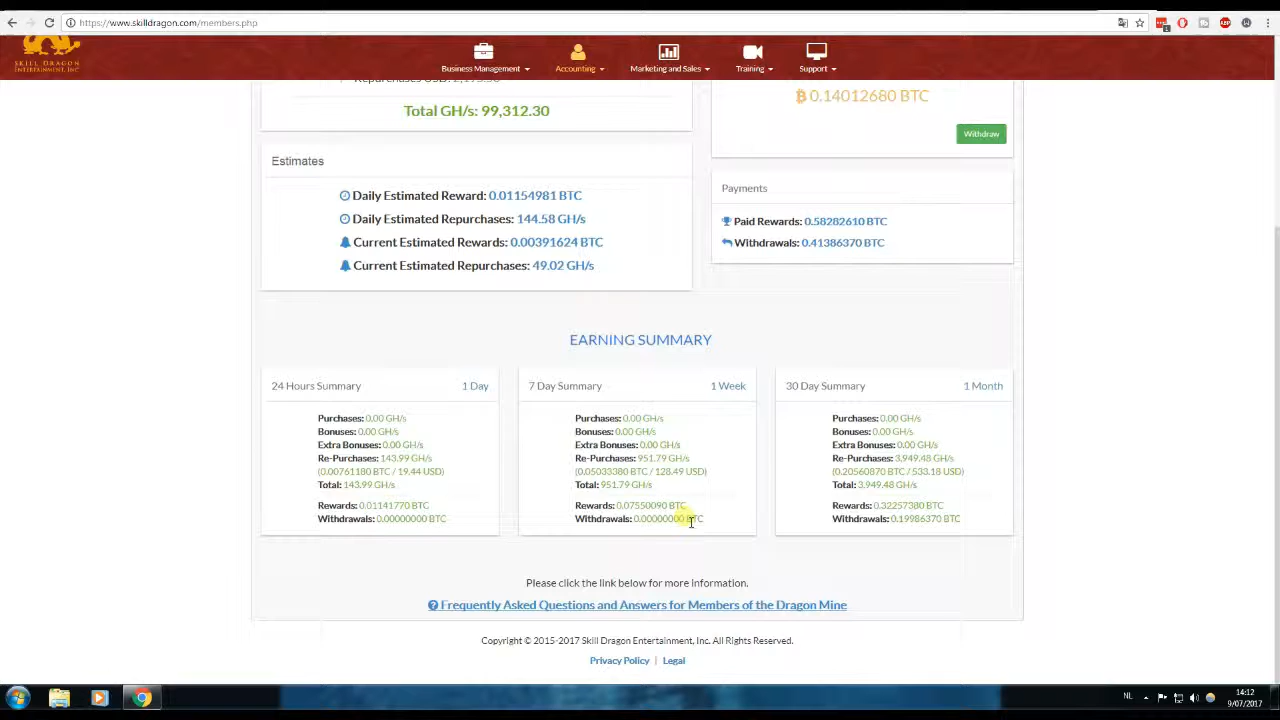 https://www.skilldragon.com/members.php
SKILL DRAGON
ENTERTAINMENT, INC
Business Management
Accounting
Marketing and Sales
Training
Support
Total GH/s: 99,312.30
0.14012680 BTC
Withdraw
Estimates
Daily Estimated Reward: 0.01154981 BTC
Daily Estimated Repurchases: 144.58 GH/s
Current Estimated Rewards: 0.00391624 BTC
Current Estimated Repurchases: 49.02 GH/s
Payments
Paid Rewards: 0.58282610 BTC
Withdrawals: 0.41386370 BTC
EARNING SUMMARY
24 Hours Summary 1 Day
Purchases: 0.00 GH/s
Bonuses: 0.00 GH/s
Extra Bonuses: 0.00 GH/s
Re-Purchases: 143.99 GH/s
(0.00761180 BTC / 19.44 USD)
Total: 143.99 GH/s
Rewards: 0.01141770 BTC
Withdrawals: 0.00000000 BTC
7 Day Summary 1 Week
Purchases: 0.00 GH/s
Bonuses: 0.00 GH/s
Extra Bonuses: 0.00 GH/s
Re-Purchases: 951.79 GH/s
(0.05033380 BTC / 128.49 USD)
Total: 951.79 GH/s
Rewards: 0.07550090 BTC
Withdrawals: 0.00000000 BTC
30 Day Summary 1 Month
Purchases: 0.00 GH/s
Bonuses: 0.00 GH/s
Extra Bonuses: 0.00 GH/s
Re-Purchases: 3,949.48 GH/s
(0.20560870 BTC / 533.18 USD)
Total: 3,949.48 GH/s
Rewards: 0.32257380 BTC
Withdrawals: 0.19986370 BTC
Please click the link below for more information.
Frequently Asked Questions and Answers for Members of the Dragon Mine
Copyright © 2015-2017 Skill Dragon Entertainment, Inc. All Rights Reserved.
Privacy Policy | Legal
NL
14:12
9/07/2017